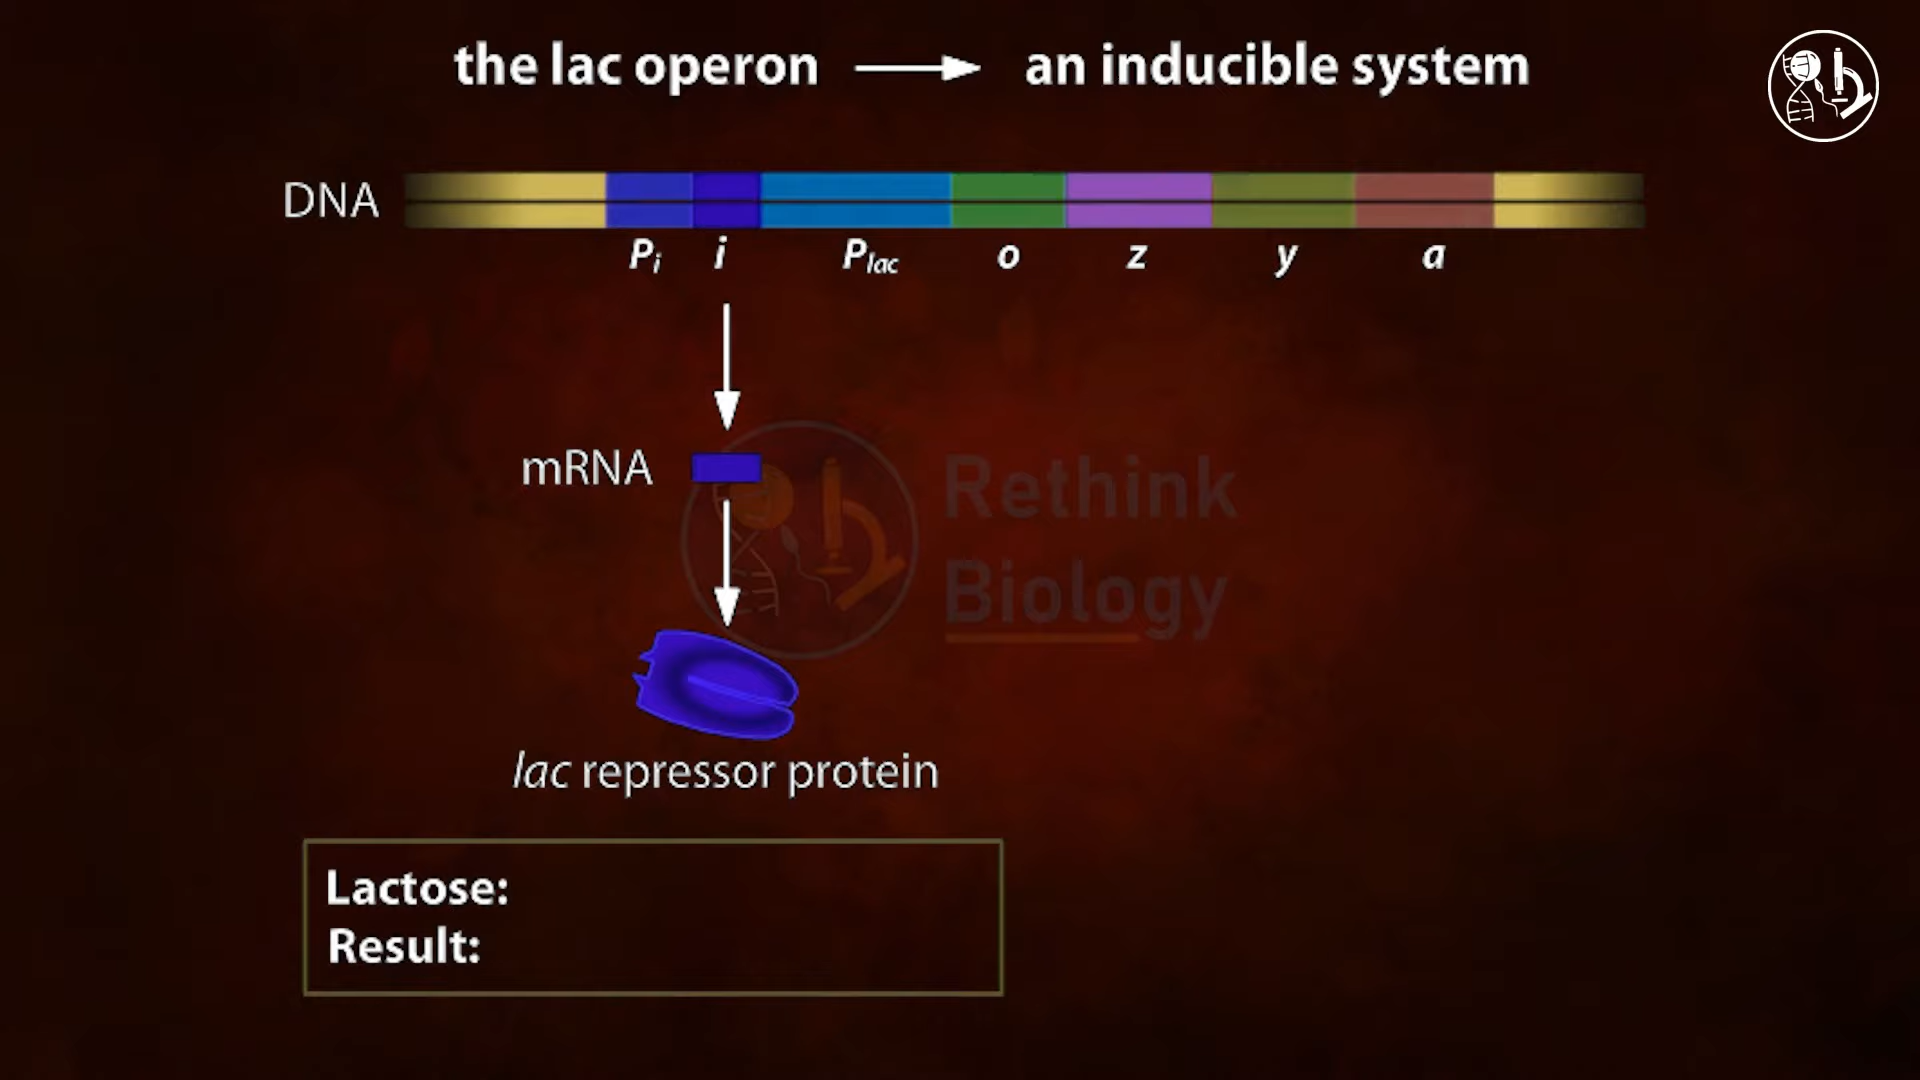 the lac operon → an inducible system
DNA
Pi i Plac o z y a
mRNA
Rethink
Biology
lac repressor protein
Lactose:
Result: